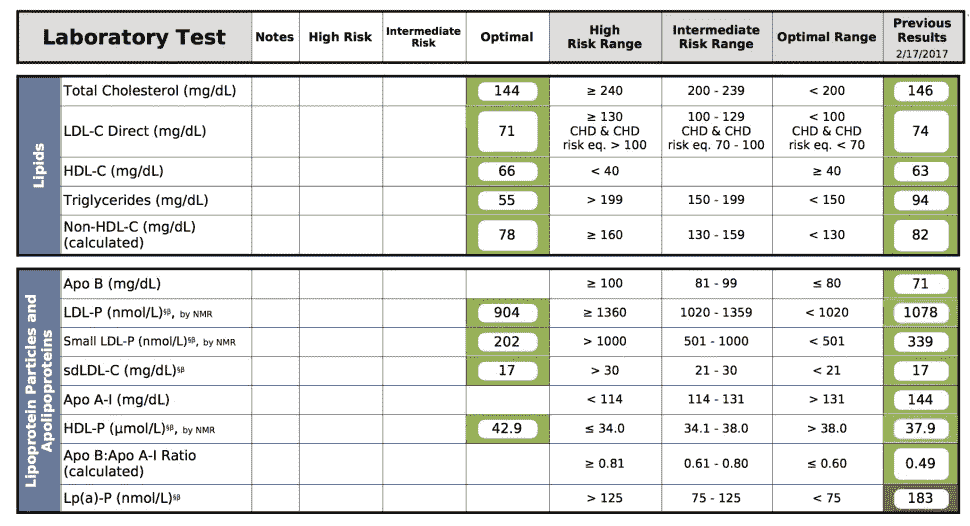 Laboratory Test Notes High Risk Intermediate Risk Optimal High Risk Range Intermediate Risk Range Optimal Range Previous Results 2/17/2017
Lipids
Total Cholesterol (mg/dL) 144 ≥ 240 200 - 239 < 200 146
LDL-C Direct (mg/dL) 71 ≥ 130 CHD & CHD risk eq. > 100 100 - 129 CHD & CHD risk eq. 70 - 100 < 100 CHD & CHD risk eq. < 70 74
HDL-C (mg/dL) 66 < 40 ≥ 40 63
Triglycerides (mg/dL) 55 > 199 150 - 199 < 150 94
Non-HDL-C (mg/dL) (calculated) 78 ≥ 160 130 - 159 < 130 82
Lipoprotein Particles and Apolipoproteins
Apo B (mg/dL) ≥ 100 81 - 99 ≤ 80 71
LDL-P (nmol/L)§β, by NMR 904 ≥ 1360 1020 - 1359 < 1020 1078
Small LDL-P (nmol/L)§β, by NMR 202 > 1000 501 - 1000 < 501 339
sdLDL-C (mg/dL)§β 17 > 30 21 - 30 < 21 17
Apo A-I (mg/dL) < 114 114 - 131 > 131 144
HDL-P (μmol/L)§β, by NMR 42.9 ≤ 34.0 34.1 - 38.0 > 38.0 37.9
Apo B:Apo A-I Ratio (calculated) ≥ 0.81 0.61 - 0.80 ≤ 0.60 0.49
Lp(a)-P (nmol/L)§β > 125 75 - 125 < 75 183